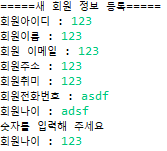 =====새 회원 정보 등록=====
회원아이디 : 123
회원이름 : 123
회원 이메일 : 123
회원주소 : 123
회원취미 : 123
회원전화번호 : asdf
회원나이 : adsf
숫자를 입력해 주세요
회원나이 : 123